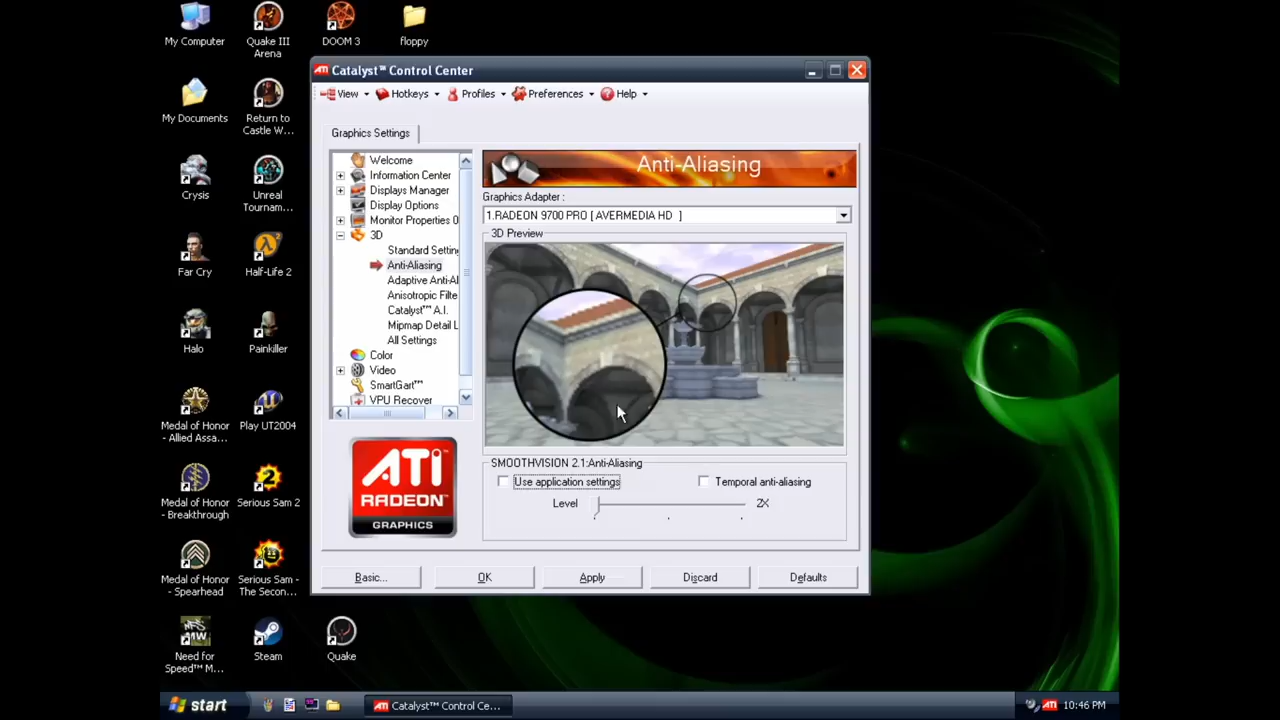 My Computer
Quake III
Arena
DOOM 3
floppy
My Documents
Return to
Castle W...
Crysis
Unreal
Tournam...
Far Cry
Half-Life 2
Halo
Painkiller
Medal of Honor
- Allied Assa...
Play UT2004
Medal of Honor
- Breakthrough
Serious Sam 2
Medal of Honor
- Spearhead
Serious Sam -
The Secon...
NFS
MW
Need for
Speed™ M...
Steam
Quake
ATI Catalyst™ Control Center
View
Hotkeys
Profiles
Preferences
Help
Graphics Settings
Welcome
Information Center
Displays Manager
Display Options
Monitor Properties 0
3D
Standard Settin
Anti-Aliasing
Adaptive Anti-Al
Anisotropic Filte
Catalyst™ A.I.
Mipmap Detail L
All Settings
Color
Video
SmartGart™
VPU Recover
ATI
RADEON
GRAPHICS
Anti-Aliasing
Graphics Adapter :
1.RADEON 9700 PRO [ AVERMEDIA HD ]
3D Preview
SMOOTHVISION 2.1:Anti-Aliasing
Use application settings
Temporal anti-aliasing
Level
2X
Basic...
OK
Apply
Discard
Defaults
start
ATI Catalyst™ Control Ce...
ATI
10:46 PM